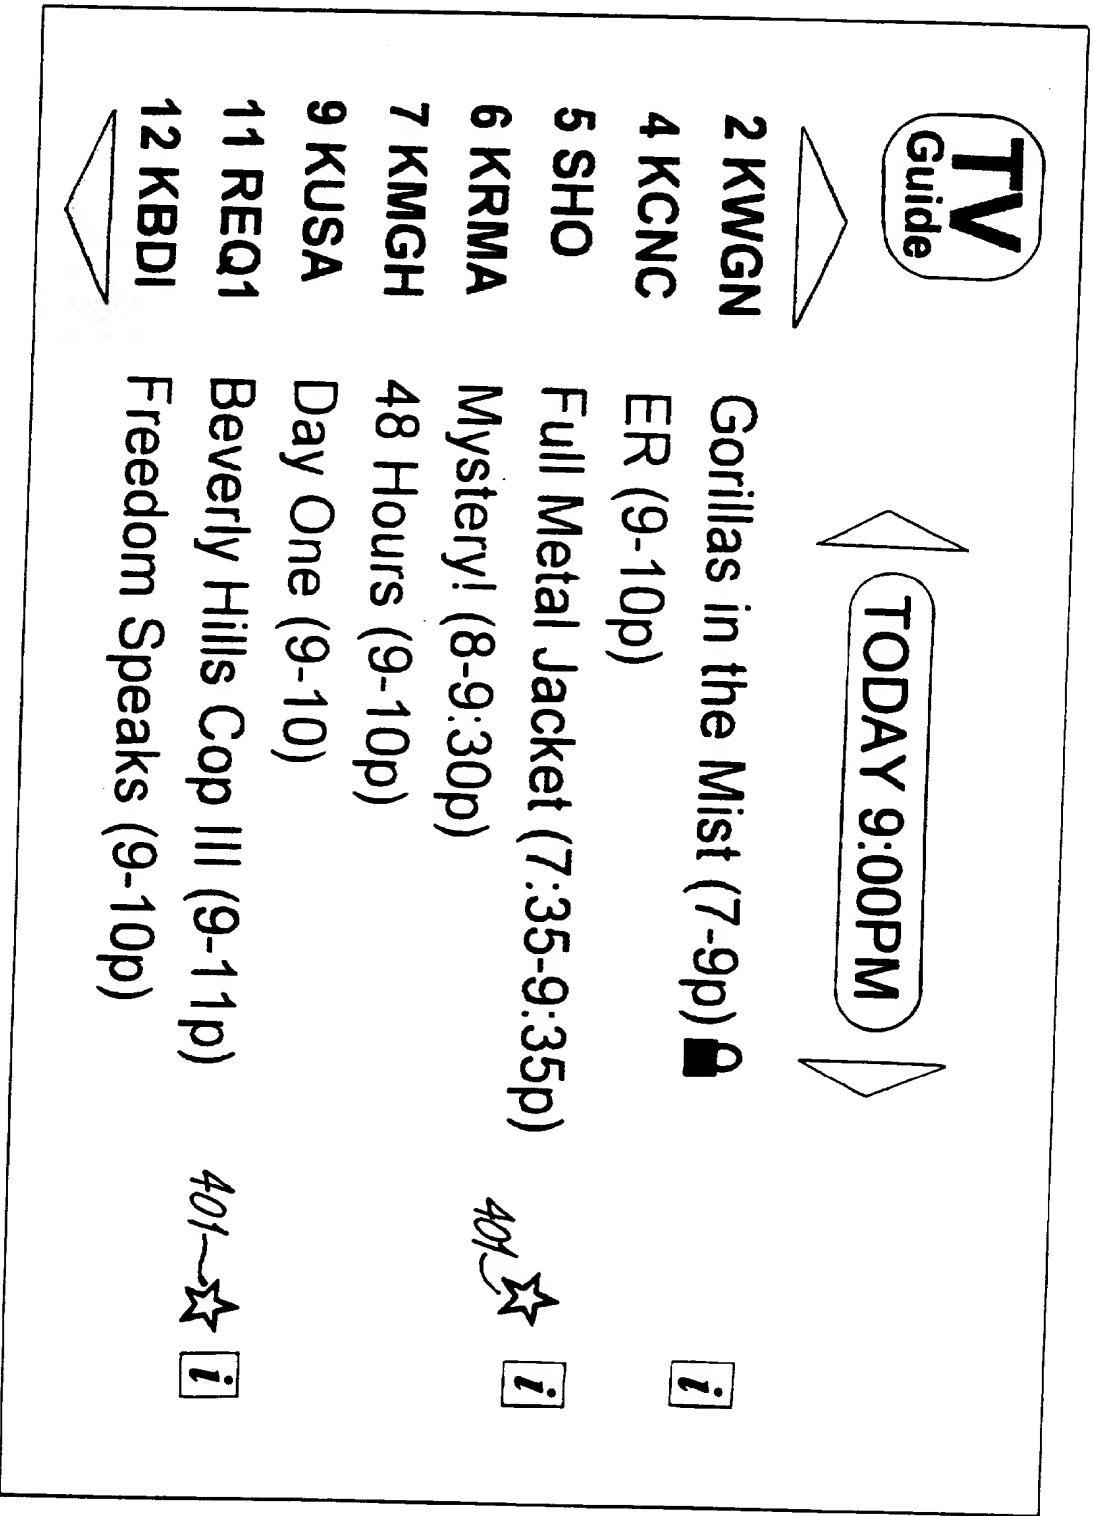 TV
Guide
TODAY 9:00PM
2 KWGN Gorillas in the Mist (7-9p) i
4 KCNC ER (9-10p)
5 SHO Full Metal Jacket (7:35-9:35p) 401 i
6 KRMA Mystery! (8-9:30p)
7 KMGH 48 Hours (9-10p)
9 KUSA Day One (9-10)
11 REQ1 Beverly Hills Cop III (9-11p) 401 i
12 KBDI Freedom Speaks (9-10p)